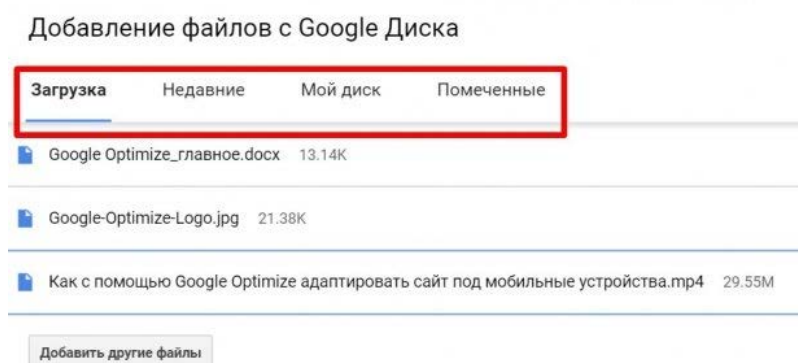 Добавление файлов с Google Диска
Загрузка Недавние Мой диск Помеченные
Google Optimize_главное.docx 13.14K
Google-Optimize-Logo.jpg 21.38K
Как с помощью Google Optimize адаптировать сайт под мобильные устройства.mp4 29.55M
Добавить другие файлы